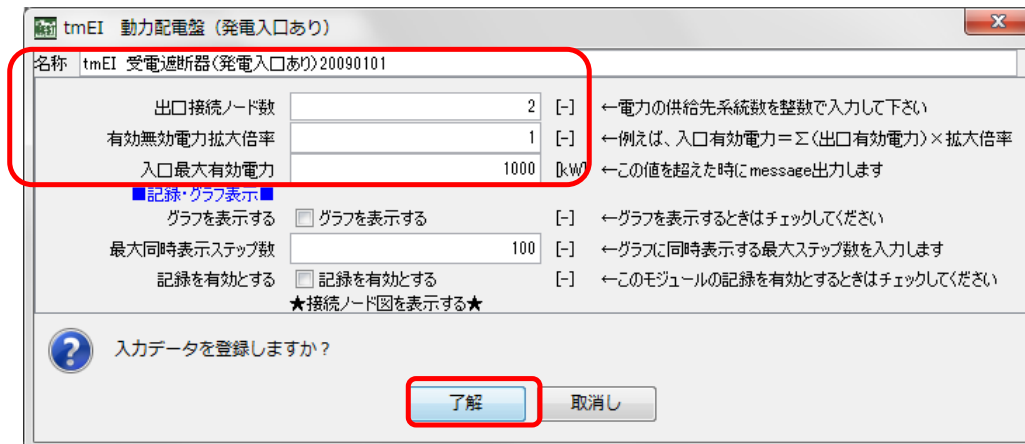 tmEI 動力配電盤（発電入口あり）
名称 tmEI 受電遮断器(発電入口あり)20090101
出口接続ノード数 2 [-] ←電力の供給先系統数を整数で入力して下さい
有効無効電力拡大倍率 1 [-] ←例えば、入口有効電力＝Σ(出口有効電力)×拡大倍率
入口最大有効電力 1000 [kW] ←この値を超えた時にmessage出力します
■記録・グラフ表示■
グラフを表示する グラフを表示する [-] ←グラフを表示するときはチェックしてください
最大同時表示ステップ数 100 [-] ←グラフに同時表示する最大ステップ数を入力します
記録を有効とする 記録を有効とする [-] ←このモジュールの記録を有効とするときはチェックしてください
★接続ノード図を表示する★
入力データを登録しますか？
了解 取消し